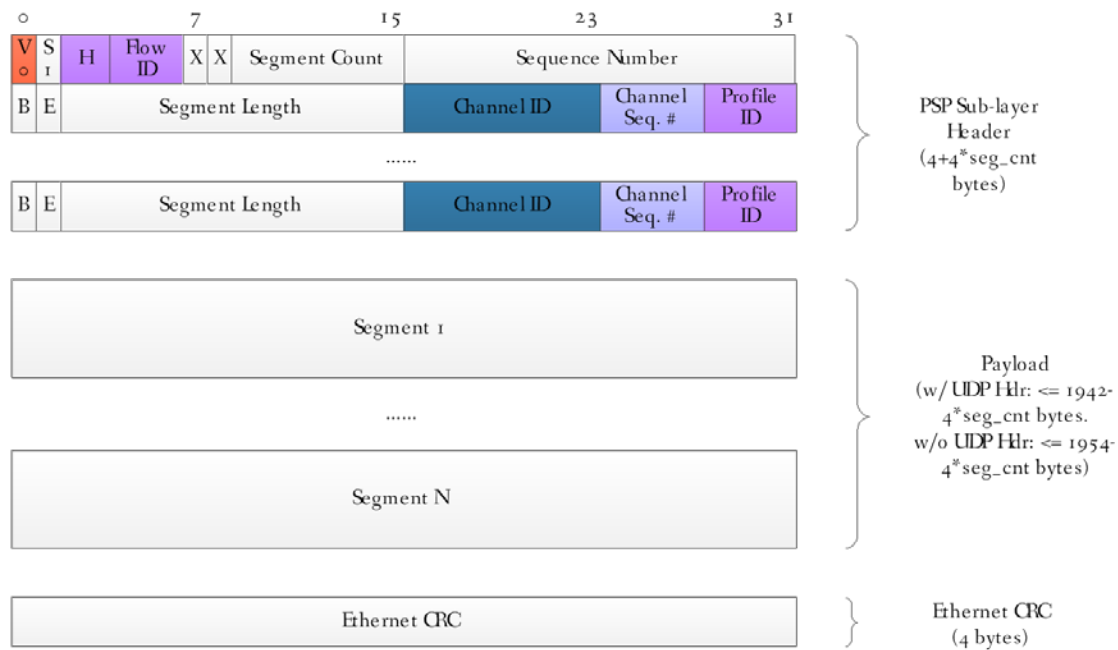 0 7 15 23 31
V S H Flow X X Segment Count Sequence Number
0 1 ID
B E Segment Length Channel ID Channel Profile
Seq. # ID
......
B E Segment Length Channel ID Channel Profile
Seq. # ID
PSP Sub-layer
Header
(4+4*seg_cnt
bytes)
Segment 1
......
Segment N
Payload
(w/ UDP Hdr: <= 1942-
4*seg_cnt bytes.
w/o UDP Hdr: <= 1954-
4*seg_cnt bytes)
Ethernet CRC
Ethernet CRC
(4 bytes)